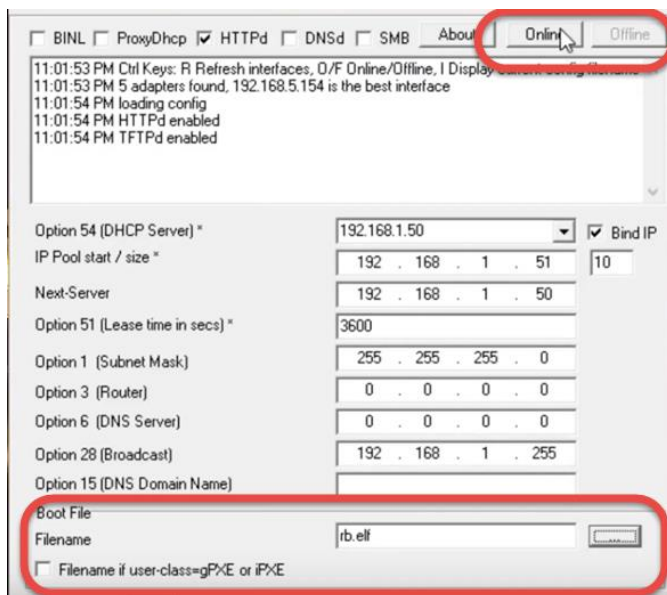 BINL ProxyDhcp HTTPd DNSd SMB About Online Offline
11:01:53 PM Ctrl Keys: R Refresh interfaces, O/F Online/Offline, I Display current config filename
11:01:53 PM 5 adapters found, 192.168.5.154 is the best interface
11:01:54 PM loading config
11:01:54 PM HTTPd enabled
11:01:54 PM TFTPd enabled
Option 54 (DHCP Server) * 192.168.1.50 Bind IP
IP Pool start / size * 192 . 168 . 1 . 51 10
Next-Server 192 . 168 . 1 . 50
Option 51 (Lease time in secs) * 3600
Option 1 (Subnet Mask) 255 . 255 . 255 . 0
Option 3 (Router) 0 . 0 . 0 . 0
Option 6 (DNS Server) 0 . 0 . 0 . 0
Option 28 (Broadcast) 192 . 168 . 1 . 255
Option 15 (DNS Domain Name)
Boot File
Filename rb.elf ...
Filename if user-class=gPXE or iPXE